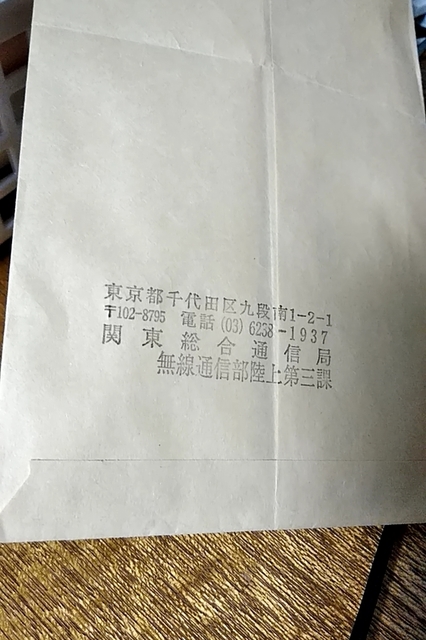 東京都千代田区九段南1-2-1
〒102-8795 電話(03)6238-1937
関東総合通信局
無線通信部陸上第三課